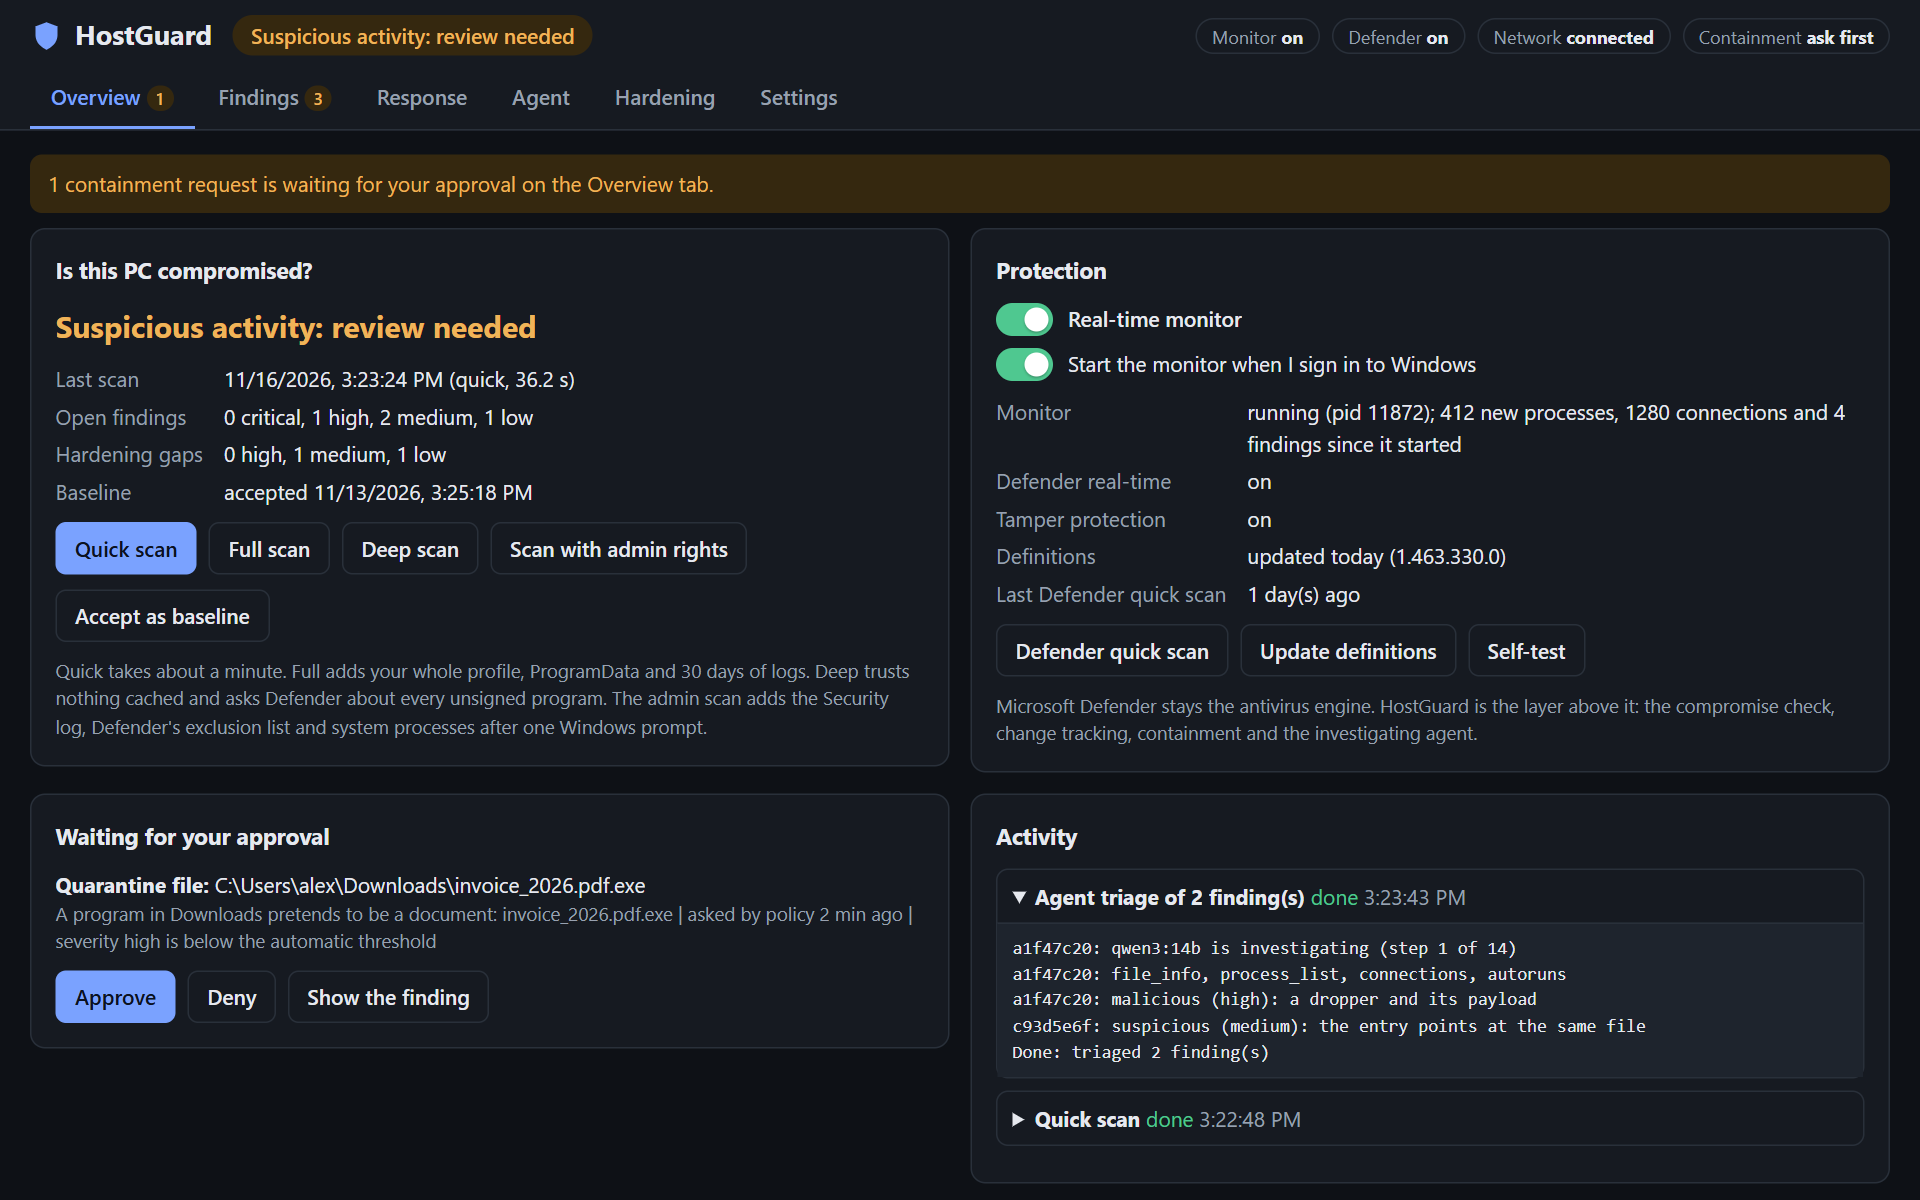 HostGuard
Suspicious activity: review needed
Monitor on
Defender on
Network connected
Containment ask first
Overview 1
Findings 3
Response
Agent
Hardening
Settings
1 containment request is waiting for your approval on the Overview tab.
Is this PC compromised?
Suspicious activity: review needed
Last scan 11/16/2026, 3:23:24 PM (quick, 36.2 s)
Open findings 0 critical, 1 high, 2 medium, 1 low
Hardening gaps 0 high, 1 medium, 1 low
Baseline accepted 11/13/2026, 3:25:18 PM
Quick scan
Full scan
Deep scan
Scan with admin rights
Accept as baseline
Quick takes about a minute. Full adds your whole profile, ProgramData and 30 days of logs. Deep trusts
nothing cached and asks Defender about every unsigned program. The admin scan adds the Security
log, Defender's exclusion list and system processes after one Windows prompt.
Protection
Real-time monitor
Start the monitor when I sign in to Windows
Monitor running (pid 11872); 412 new processes, 1280 connections and 4
findings since it started
Defender real-time on
Tamper protection on
Definitions updated today (1.463.330.0)
Last Defender quick scan 1 day(s) ago
Defender quick scan
Update definitions
Self-test
Microsoft Defender stays the antivirus engine. HostGuard is the layer above it: the compromise check,
change tracking, containment and the investigating agent.
Waiting for your approval
Quarantine file: C:\Users\alex\Downloads\invoice_2026.pdf.exe
A program in Downloads pretends to be a document: invoice_2026.pdf.exe | asked by policy 2 min ago |
severity high is below the automatic threshold
Approve
Deny
Show the finding
Activity
▼ Agent triage of 2 finding(s) done 3:23:43 PM
a1f47c20: qwen3:14b is investigating (step 1 of 14)
a1f47c20: file_info, process_list, connections, autoruns
a1f47c20: malicious (high): a dropper and its payload
c93d5e6f: suspicious (medium): the entry points at the same file
Done: triaged 2 finding(s)
▶ Quick scan done 3:22:48 PM